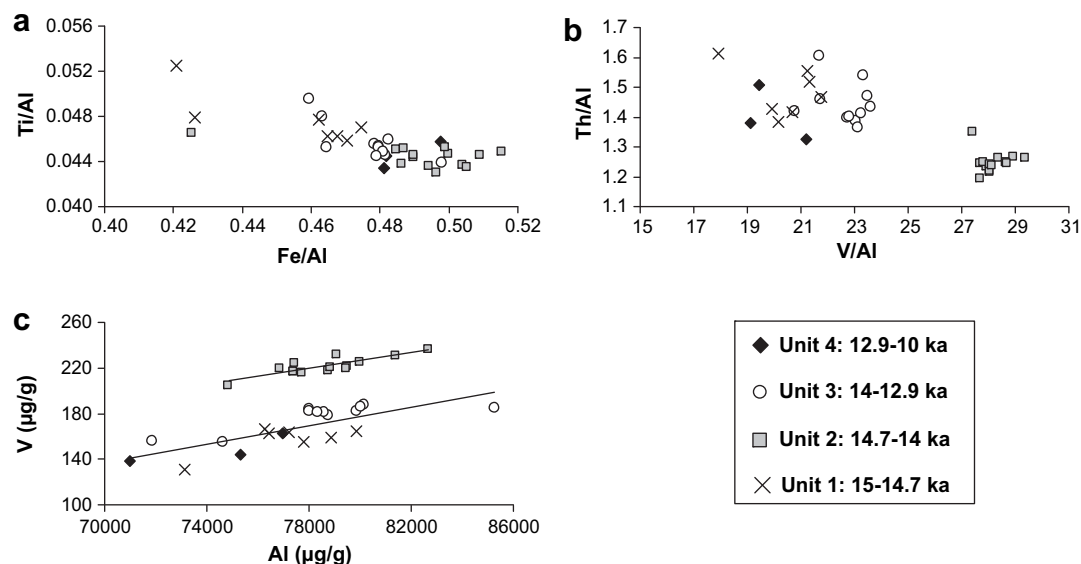 a
0.056
0.052
0.048
0.044
0.040
Ti/Al
0.40 0.42 0.44 0.46 0.48 0.50 0.52
Fe/Al
b
1.7
1.6
1.5
1.4
1.3
1.2
1.1
Th/Al
15 17 19 21 23 25 27 29 31
V/Al
c
260
220
180
140
100
V (µg/g)
70000 74000 78000 82000 86000
Al (µg/g)
Unit 4: 12.9-10 ka
Unit 3: 14-12.9 ka
Unit 2: 14.7-14 ka
Unit 1: 15-14.7 ka